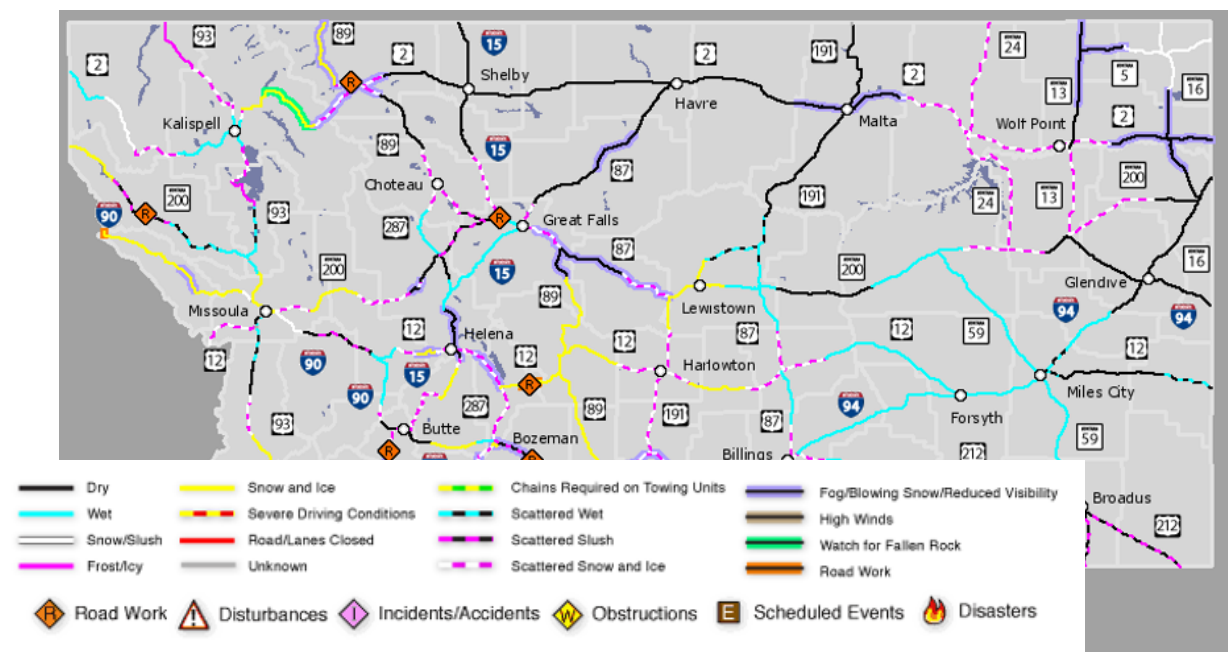 93
89
2
15
191
2
24
2
5
13
16
Shelby
Havre
Malta
Wolf Point
2
Kalispell
89
15
87
200
Choteau
24
13
191
200
90
93
287
Great Falls
87
15
200
200
16
89
Lewistown
Glendive
94
94
Missoula
12
Helena
12
12
87
12
59
12
12
90
15
Harlowton
Miles City
90
287
89
191
94
Forsyth
93
Butte
Bozeman
87
59
Billings
212
Broadus
212
Dry
Snow and Ice
Chains Required on Towing Units
Fog/Blowing Snow/Reduced Visibility
Wet
Severe Driving Conditions
Scattered Wet
High Winds
Snow/Slush
Road/Lanes Closed
Scattered Slush
Watch for Fallen Rock
Frost/Icy
Unknown
Scattered Snow and Ice
Road Work
R Road Work
Disturbances
I Incidents/Accidents
W Obstructions
E Scheduled Events
Disasters